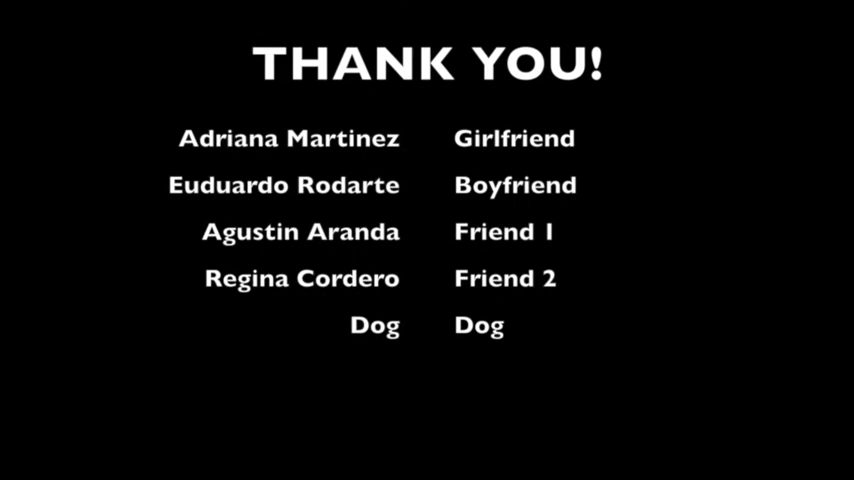 THANK YOU!
Adriana Martinez Girlfriend
Euduardo Rodarte Boyfriend
Agustin Aranda Friend 1
Regina Cordero Friend 2
Dog Dog